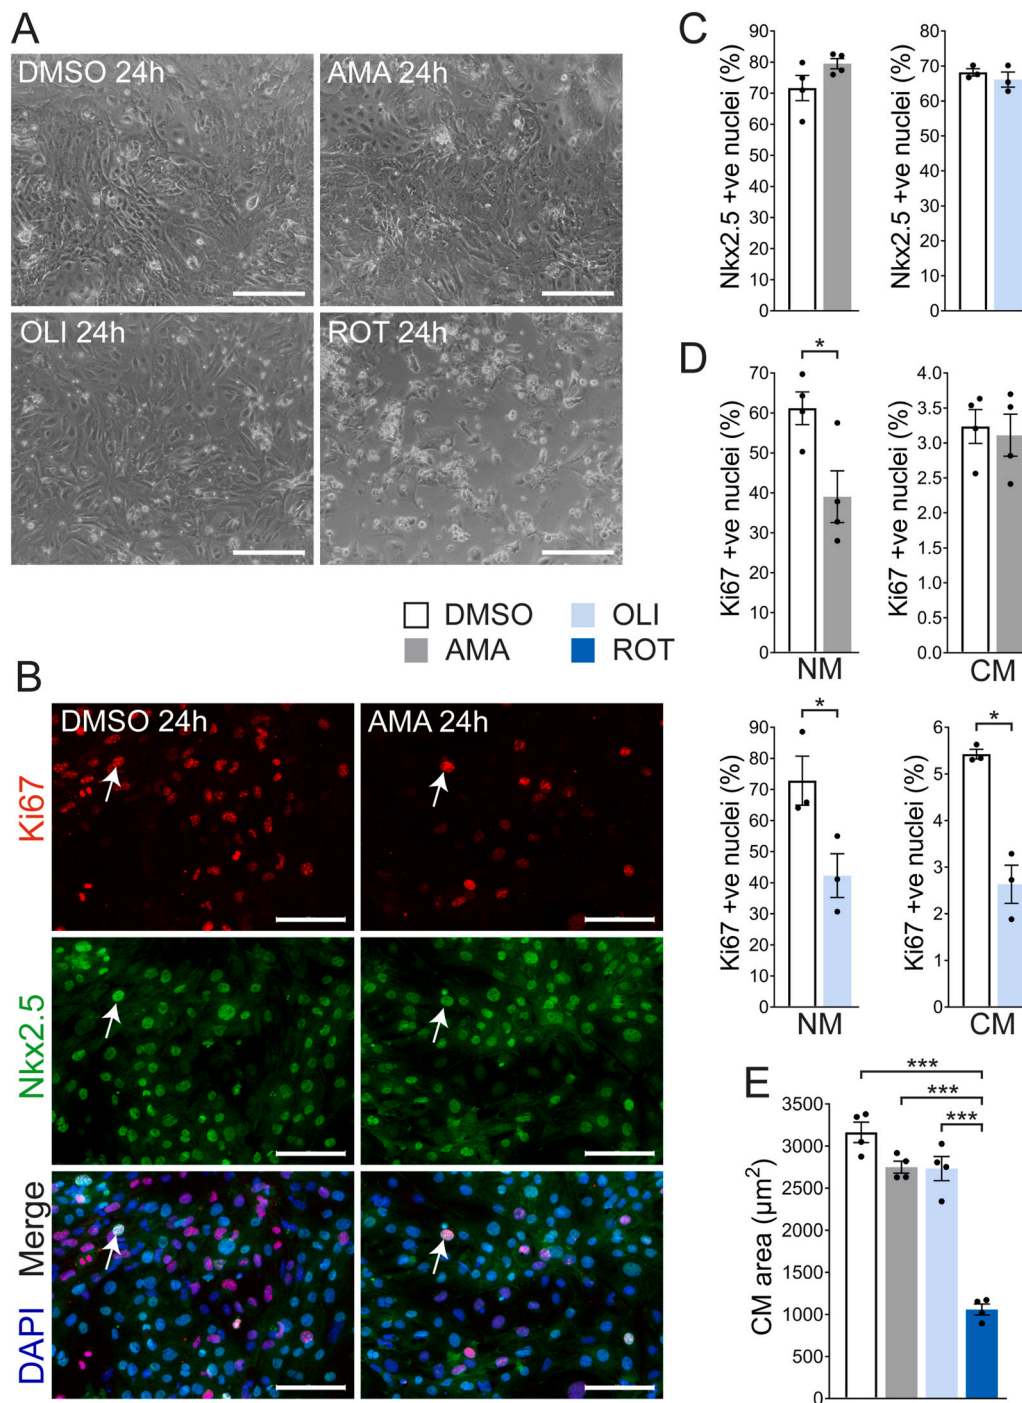 A
DMSO 24h
AMA 24h
OLI 24h
ROT 24h
DMSO
OLI
AMA
ROT
B
DMSO 24h
AMA 24h
Ki67
Nkx2.5
DAPI Merge
C
Nkx2.5 +ve nuclei (%)
90
80
70
60
50
40
30
20
10
0
Nkx2.5 +ve nuclei (%)
80
70
60
50
40
30
20
10
0
D
Ki67 +ve nuclei (%)
70
60
50
40
30
20
10
0
*
NM
Ki67 +ve nuclei (%)
4.0
3.5
3.0
2.5
2.0
1.5
1.0
0.5
0.0
CM
Ki67 +ve nuclei (%)
90
80
70
60
50
40
30
20
10
0
*
NM
Ki67 +ve nuclei (%)
6
5
4
3
2
1
0
*
CM
E
***
***
***
CM area (µm²)
3500
3000
2500
2000
1500
1000
500
0